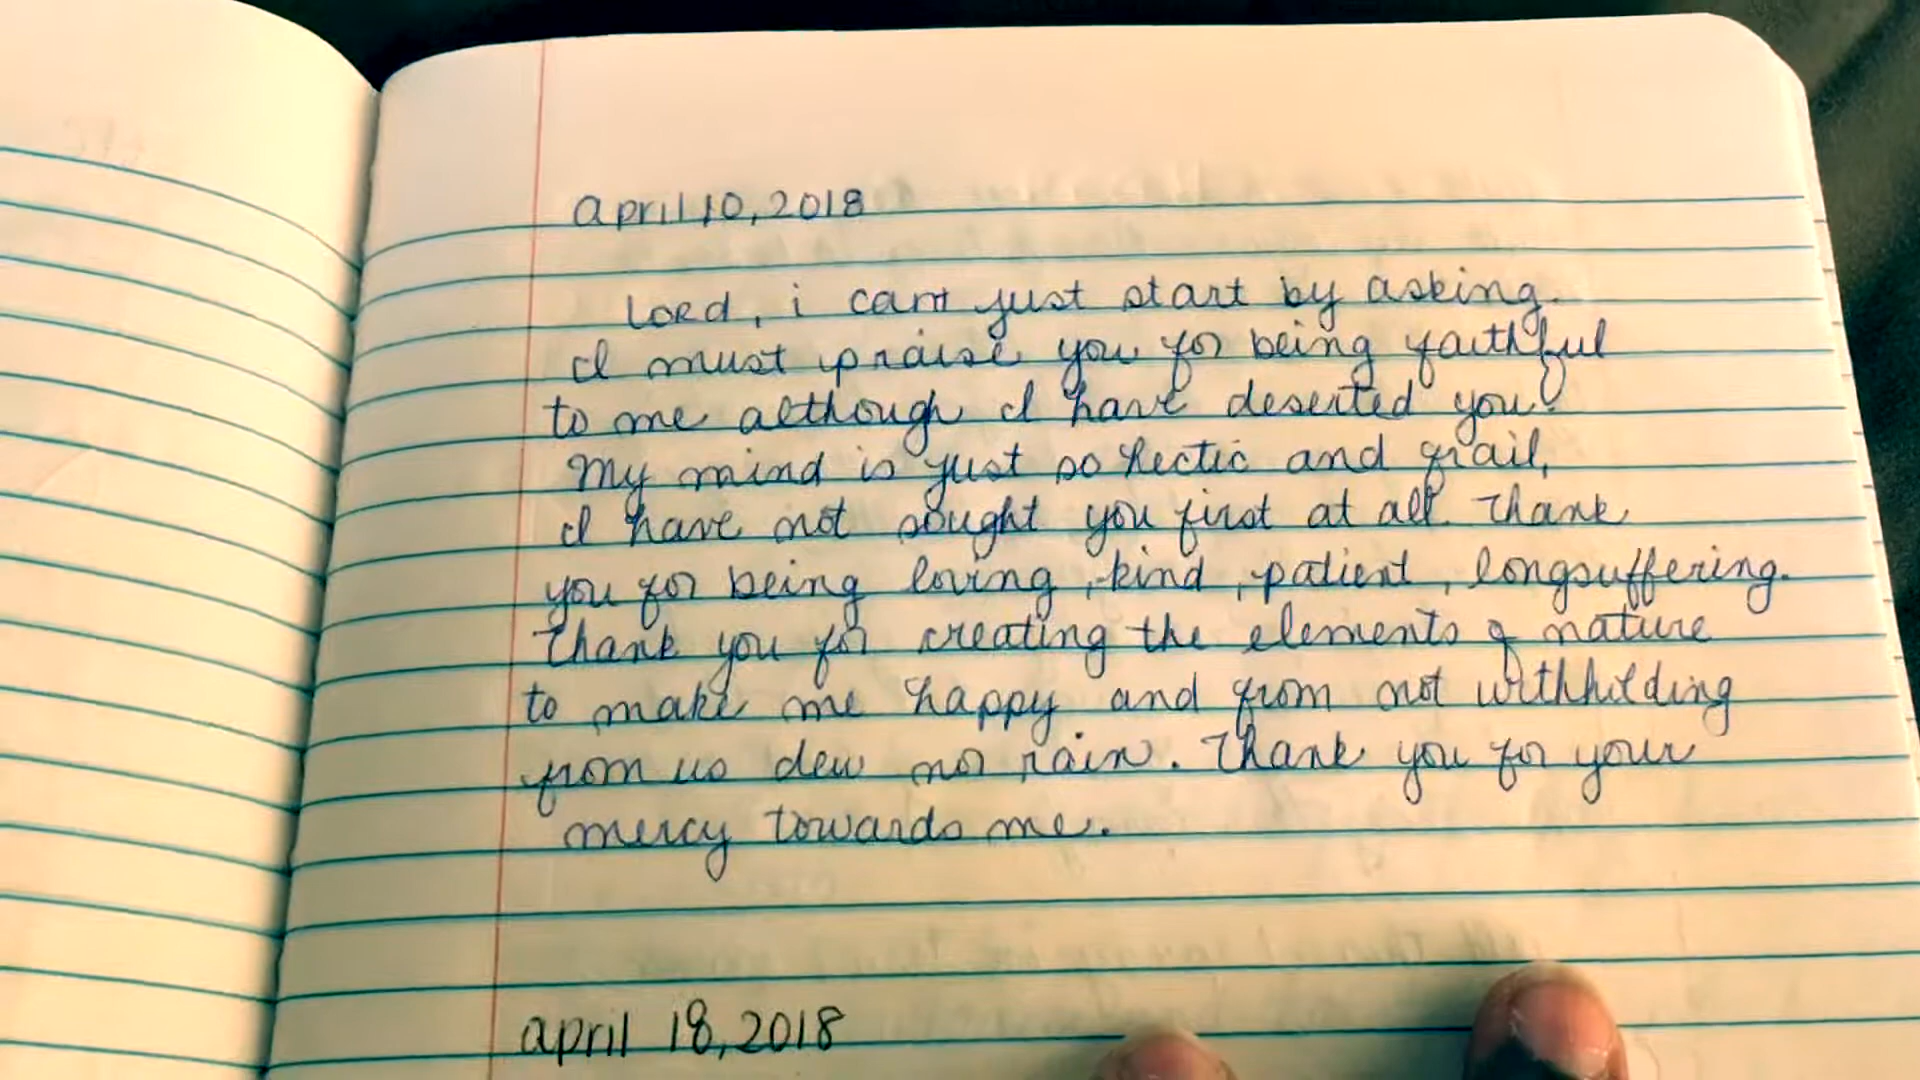 april 10, 2018
Lord, i cant just start by asking.
I must praise you for being faithful
to me although I have deserted you.
My mind is just so hectic and frail,
I have not sought you first at all. Thank
you for being loving, kind, patient, longsuffering.
Thank you for creating the elements of nature
to make me happy and from not withholding
from us dew nor rain. Thank you for your
mercy towards me.
april 18, 2018